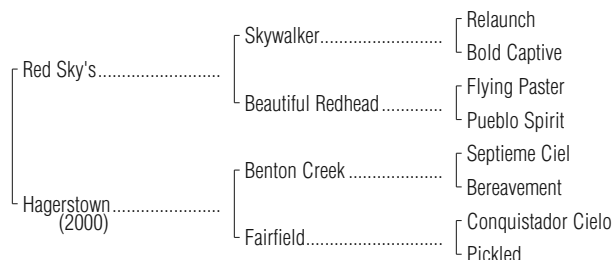 Relaunch
Skywalker
Bold Captive
Red Sky's
Flying Paster
Beautiful Redhead
Pueblo Spirit
Septieme Ciel
Benton Creek
Bereavement
Hagerstown
(2000)
Conquistador Cielo
Fairfield
Pickled